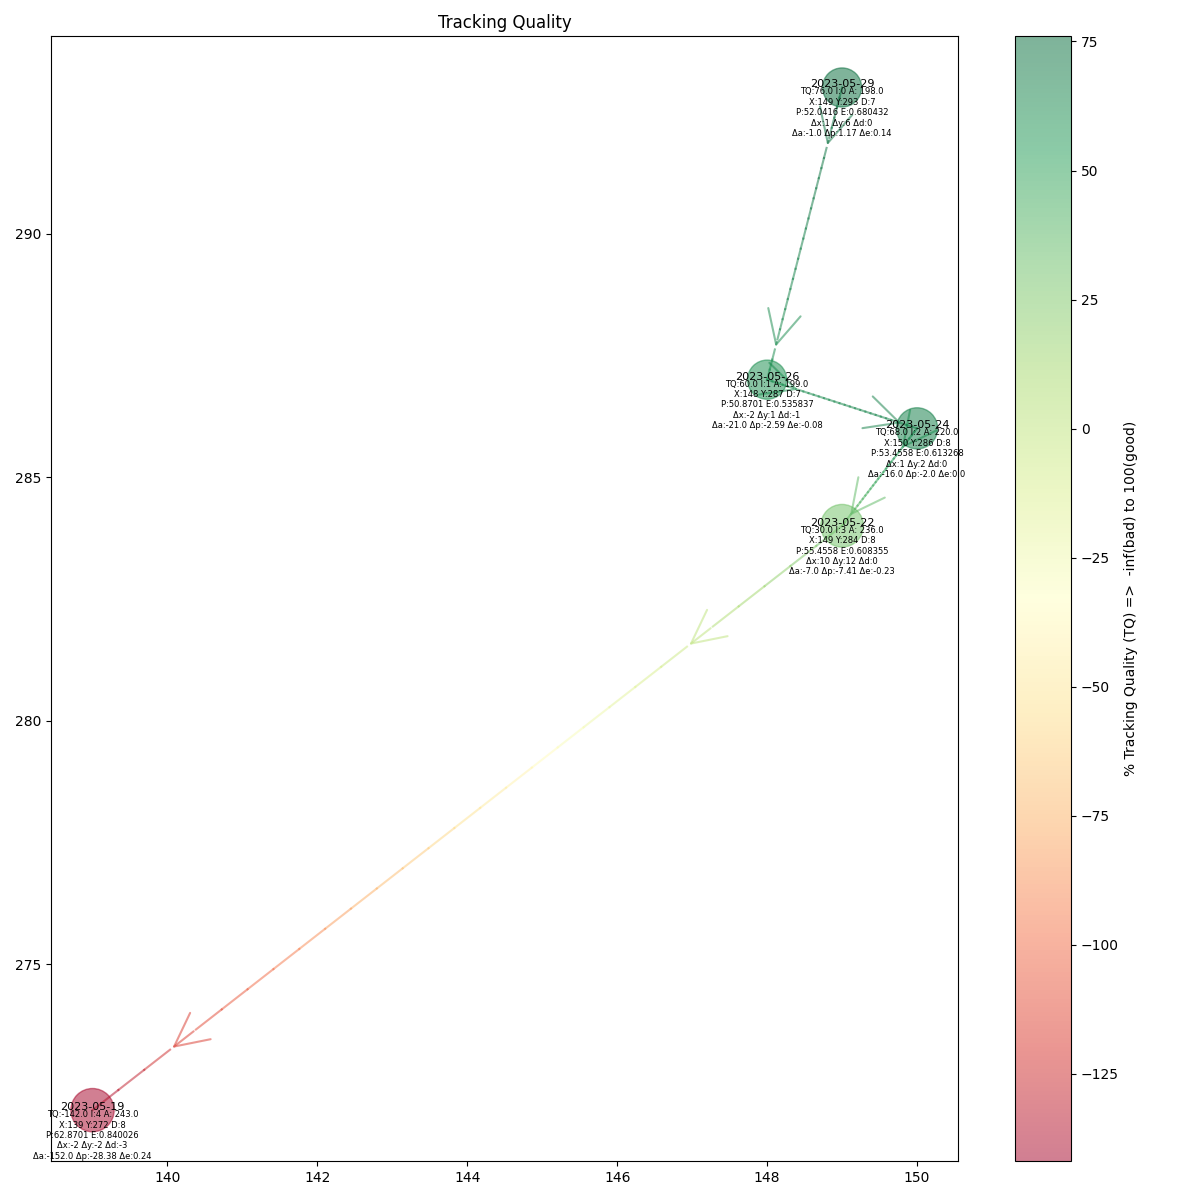 Tracking Quality
2023-05-29
TQ:76.0 I:0 A: 198.0
X:149 Y:293 D:7
P:52.0416 E:0.680432
Δx:1 Δy:6 Δd:0
Δa:-1.0 Δp:1.17 Δe:0.14
2023-05-26
TQ:60.0 I:1 A: 199.0
X:148 Y:287 D:7
P:50.8701 E:0.535837
Δx:-2 Δy:1 Δd:-1
Δa:-21.0 Δp:-2.59 Δe:-0.08
2023-05-24
TQ:68.0 I:2 A: 220.0
X:150 Y:286 D:8
P:53.4558 E:0.613268
Δx:1 Δy:2 Δd:0
Δa:-16.0 Δp:-2.0 Δe:0.0
2023-05-22
TQ:30.0 I:3 A: 236.0
X:149 Y:284 D:8
P:55.4558 E:0.608355
Δx:10 Δy:12 Δd:0
Δa:-7.0 Δp:-7.41 Δe:-0.23
2023-05-19
TQ:-142.0 I:4 A: 243.0
X:139 Y:272 D:8
P:62.8701 E:0.840026
Δx:-2 Δy:-2 Δd:-3
Δa:-152.0 Δp:-28.38 Δe:0.24
290
285
280
275
140
142
144
146
148
150
75
50
25
0
−25
−50
−75
−100
−125
% Tracking Quality (TQ) =>  -inf(bad) to 100(good)